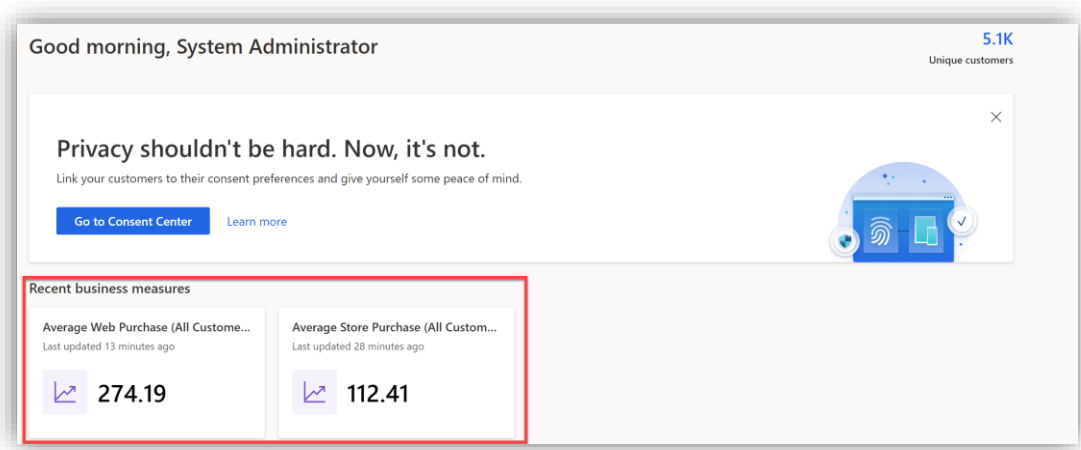 Good morning, System Administrator
5.1K
Unique customers
Privacy shouldn't be hard. Now, it's not.
Link your customers to their consent preferences and give yourself some peace of mind.
Go to Consent Center
Learn more
Recent business measures
Average Web Purchase (All Custome...
Last updated 13 minutes ago
274.19
Average Store Purchase (All Custom...
Last updated 28 minutes ago
112.41